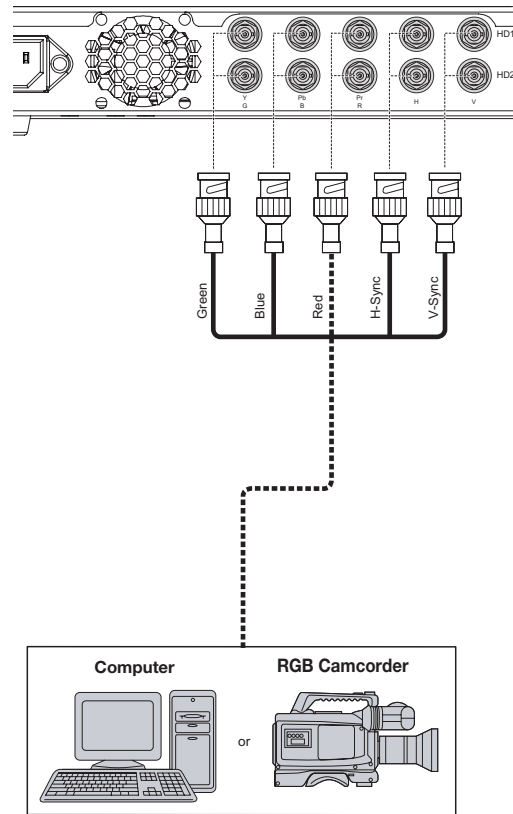 HD1
HD2
Y Pb Pr H V
G B R
Green Blue Red H-Sync V-Sync
Computer RGB Camcorder
or